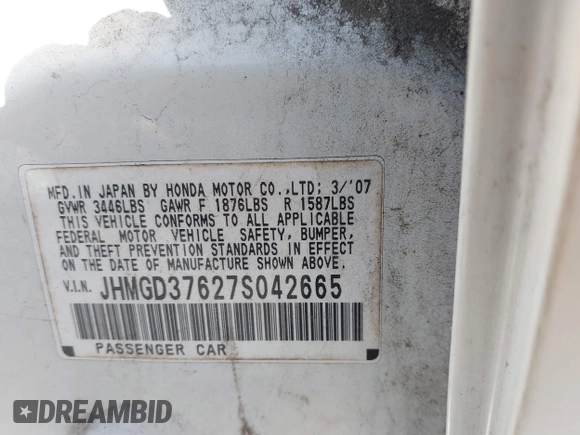 MFD. IN JAPAN BY HONDA MOTOR CO.,LTD; 3/'07
GVWR 3446LBS GAWR F 1876LBS R 1587LBS
THIS VEHICLE CONFORMS TO ALL APPLICABLE
FEDERAL MOTOR VEHICLE SAFETY, BUMPER,
AND THEFT PREVENTION STANDARDS IN EFFECT
ON THE DATE OF MANUFACTURE SHOWN ABOVE.
V.I.N. JHMGD37627S042665
PASSENGER CAR
DREAMBID